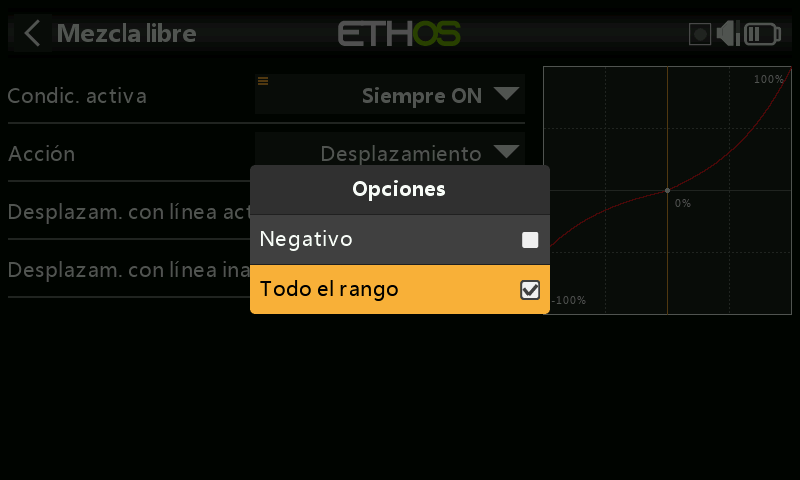 Mezcla libre
ETHOS
Condic. activa
Siempre ON
100%
Acción
Desplazamiento
Opciones
0%
Desplazam. con línea act
Negativo
Desplazam. con línea ina
Todo el rango
-100%